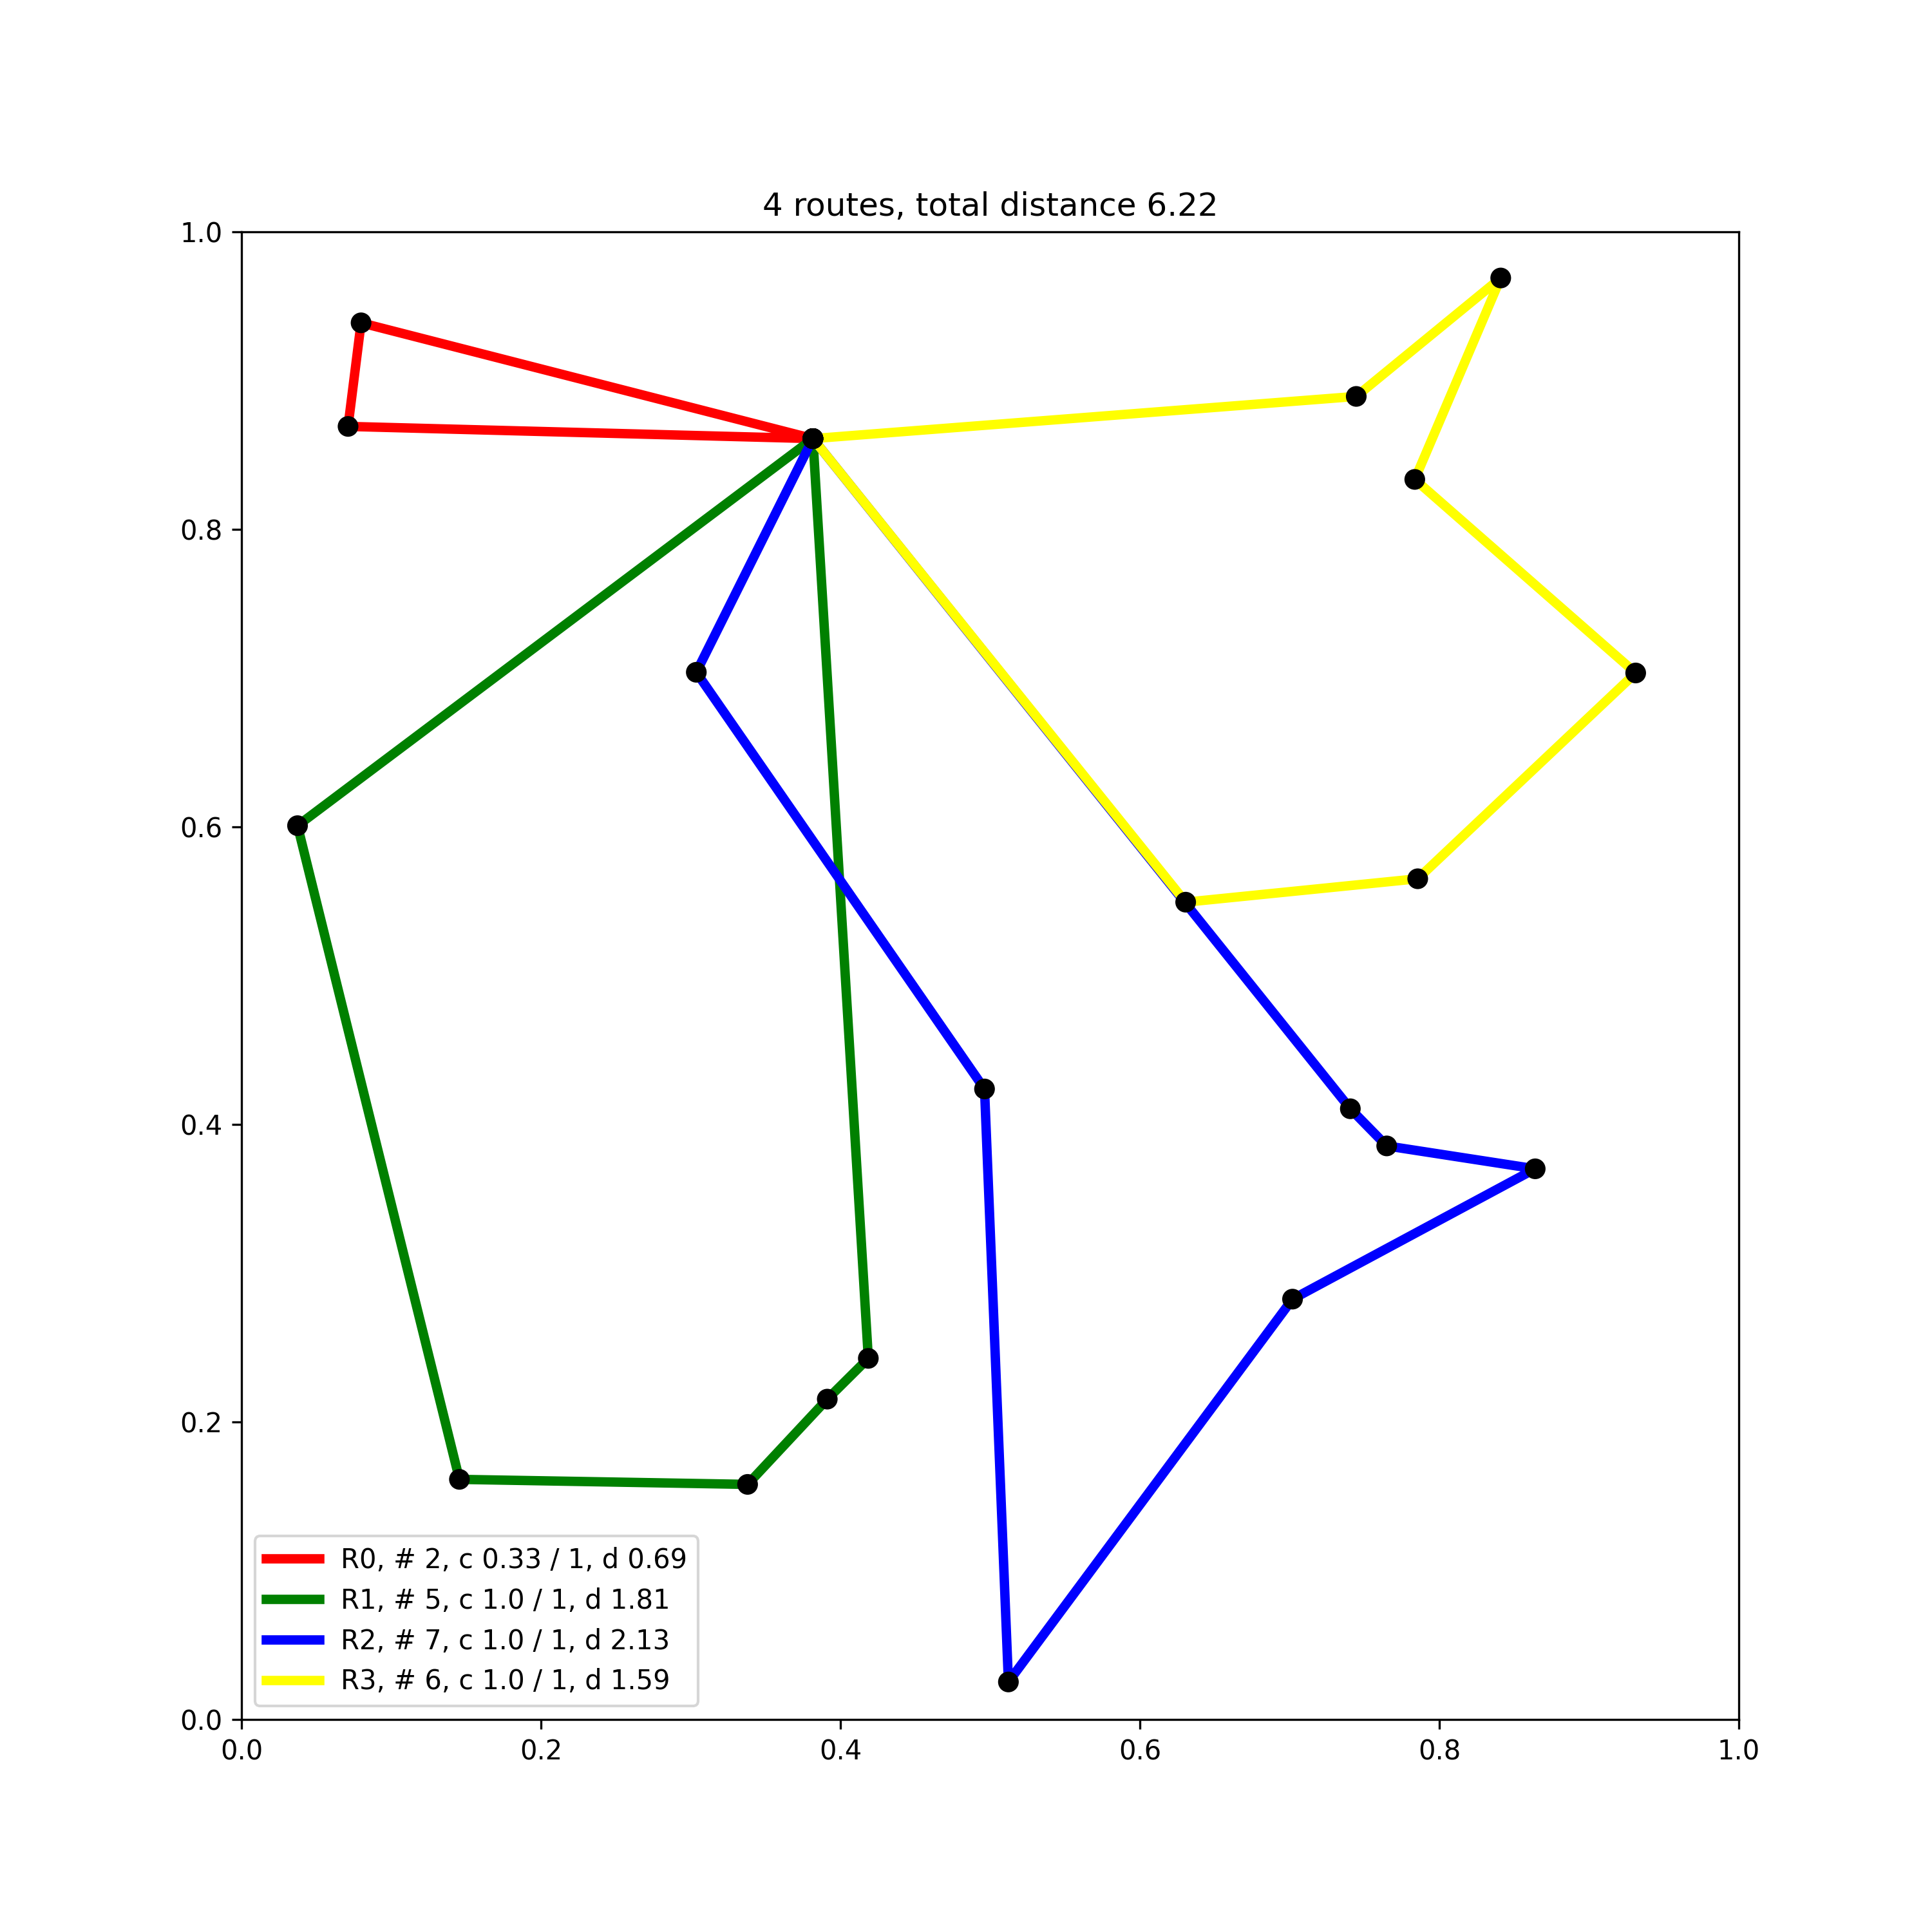 4 routes, total distance 6.22
1.0
0.8
0.6
0.4
0.2
0.0
R0, # 2, c 0.33 / 1, d 0.69
R1, # 5, c 1.0 / 1, d 1.81
R2, # 7, c 1.0 / 1, d 2.13
R3, # 6, c 1.0 / 1, d 1.59
0.0 0.2 0.4 0.6 0.8 1.0